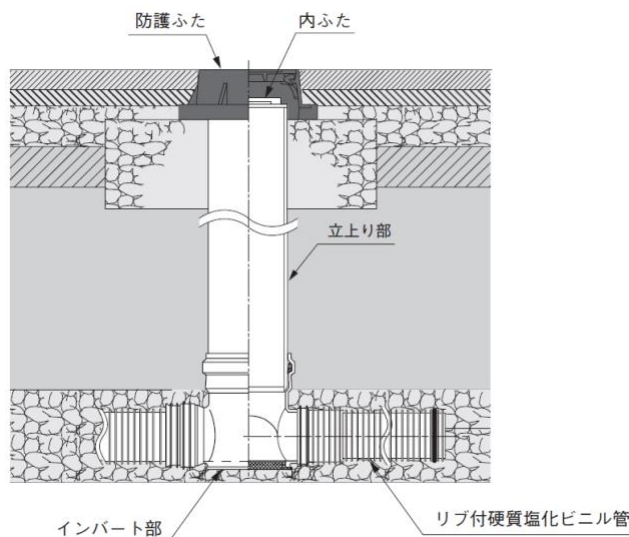 防護ふた
内ふた
立上り部
リブ付硬質塩化ビニル管
インバート部